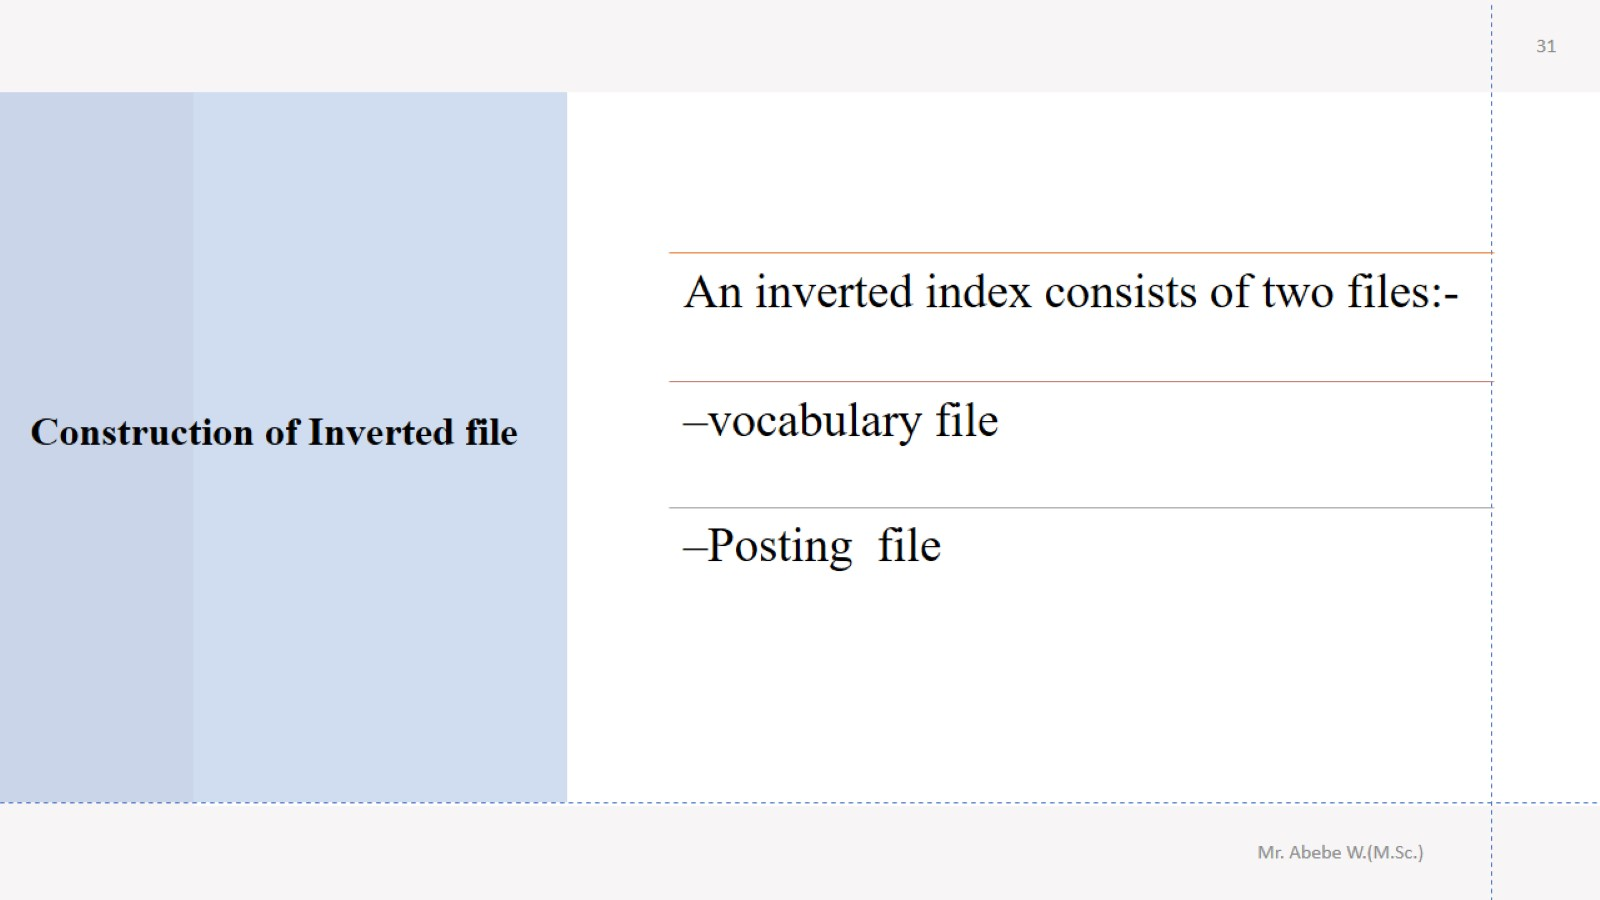 31
Construction of Inverted file
An inverted index consists of two files:-
–vocabulary file
–Posting  file
Mr. Abebe W.(M.Sc.)